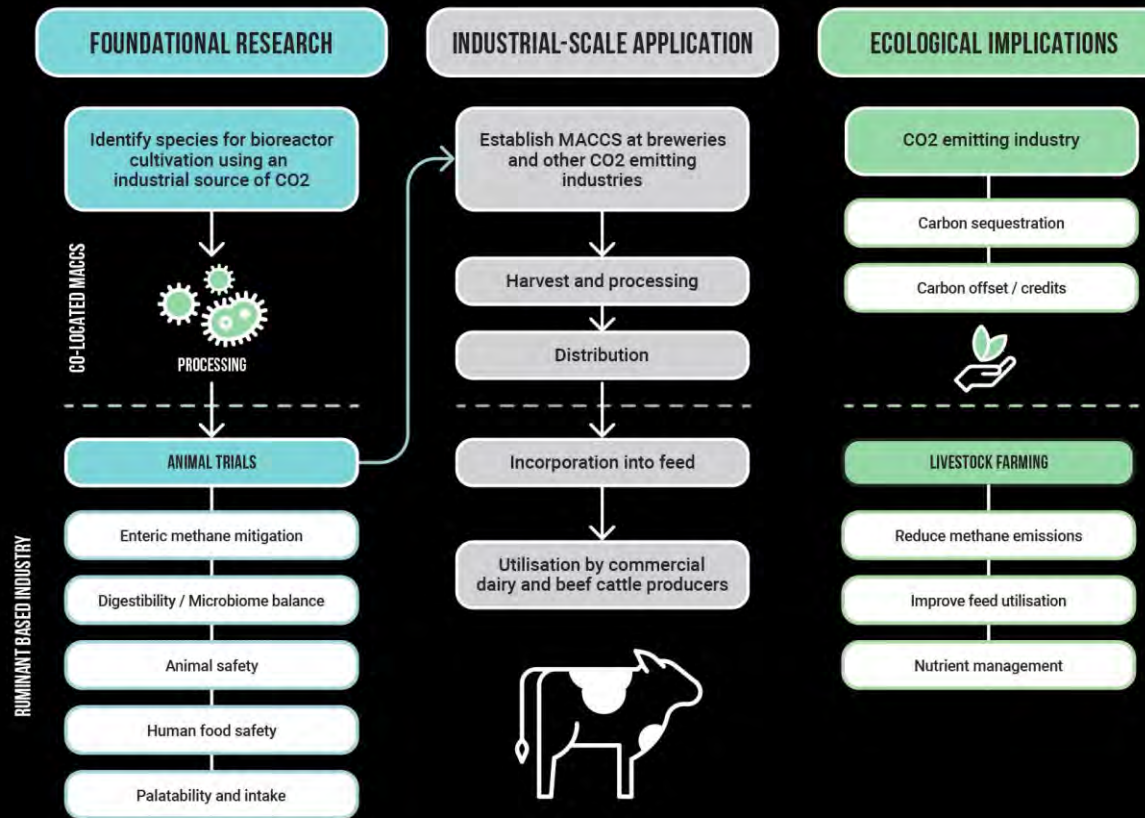 FOUNDATIONAL RESEARCH
Identify species for bioreactor
cultivation using an
industrial source of CO2
CO-LOCATED MACCS
PROCESSING
RUMINANT BASED INDUSTRY
ANIMAL TRIALS
Enteric methane mitigation
Digestibility / Microbiome balance
Animal safety
Human food safety
Palatability and intake
INDUSTRIAL-SCALE APPLICATION
Establish MACCS at breweries
and other CO2 emitting
industries
Harvest and processing
Distribution
Incorporation into feed
Utilisation by commercial
dairy and beef cattle producers
ECOLOGICAL IMPLICATIONS
CO2 emitting industry
Carbon sequestration
Carbon offset / credits
LIVESTOCK FARMING
Reduce methane emissions
Improve feed utilisation
Nutrient management